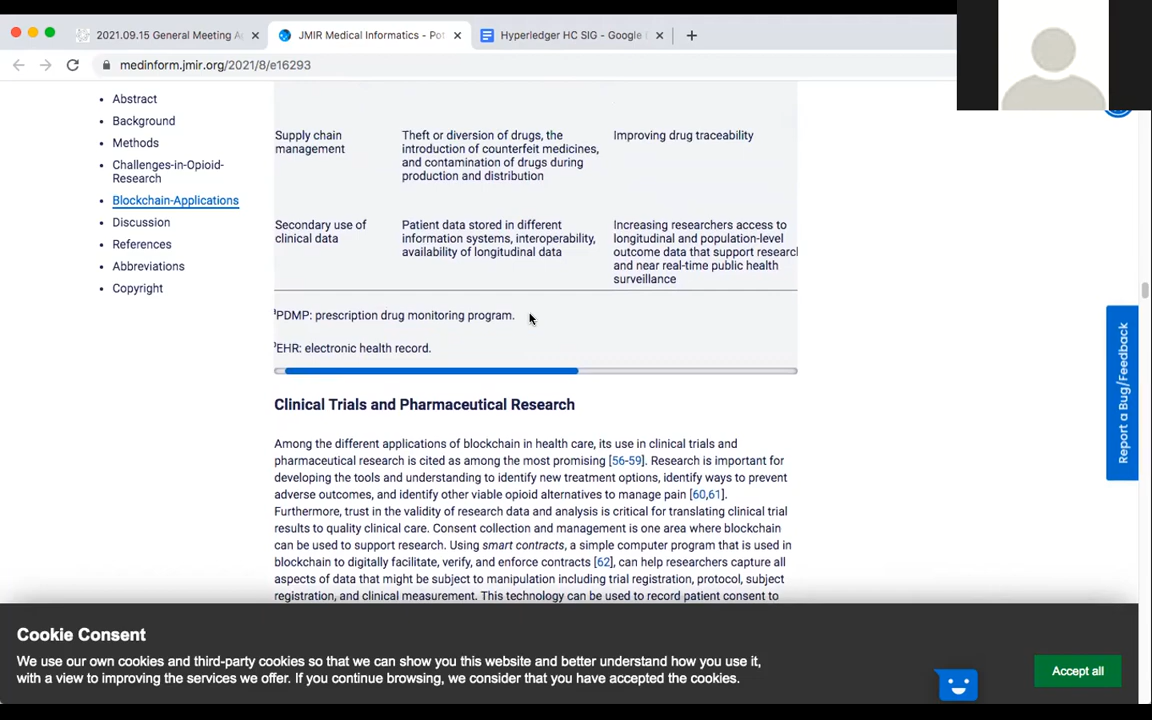 2021.09.15 General Meeting A
JMIR Medical Informatics - Pot
Hyperledger HC SIG - Google
medinform.jmir.org/2021/8/e16293
Abstract
Background
Methods
Challenges-in-Opioid-
Research
Blockchain-Applications
Discussion
References
Abbreviations
Copyright
Supply chain
management
Theft or diversion of drugs, the
introduction of counterfeit medicines,
and contamination of drugs during
production and distribution
Improving drug traceability
Secondary use of
clinical data
Patient data stored in different
information systems, interoperability,
availability of longitudinal data
Increasing researchers access to
longitudinal and population-level
outcome data that support research
and near real-time public health
surveillance
PDMP: prescription drug monitoring program.
EHR: electronic health record.
Clinical Trials and Pharmaceutical Research
Among the different applications of blockchain in health care, its use in clinical trials and
pharmaceutical research is cited as among the most promising [56-59]. Research is important for
developing the tools and understanding to identify new treatment options, identify ways to prevent
adverse outcomes, and identify other viable opioid alternatives to manage pain [60,61].
Furthermore, trust in the validity of research data and analysis is critical for translating clinical trial
results to quality clinical care. Consent collection and management is one area where blockchain
can be used to support research. Using smart contracts, a simple computer program that is used in
blockchain to digitally facilitate, verify, and enforce contracts [62], can help researchers capture all
aspects of data that might be subject to manipulation including trial registration, protocol, subject
registration, and clinical measurement. This technology can be used to record patient consent to
Report a Bug/Feedback
Cookie Consent
We use our own cookies and third-party cookies so that we can show you this website and better understand how you use it,
with a view to improving the services we offer. If you continue browsing, we consider that you have accepted the cookies.
Accept all